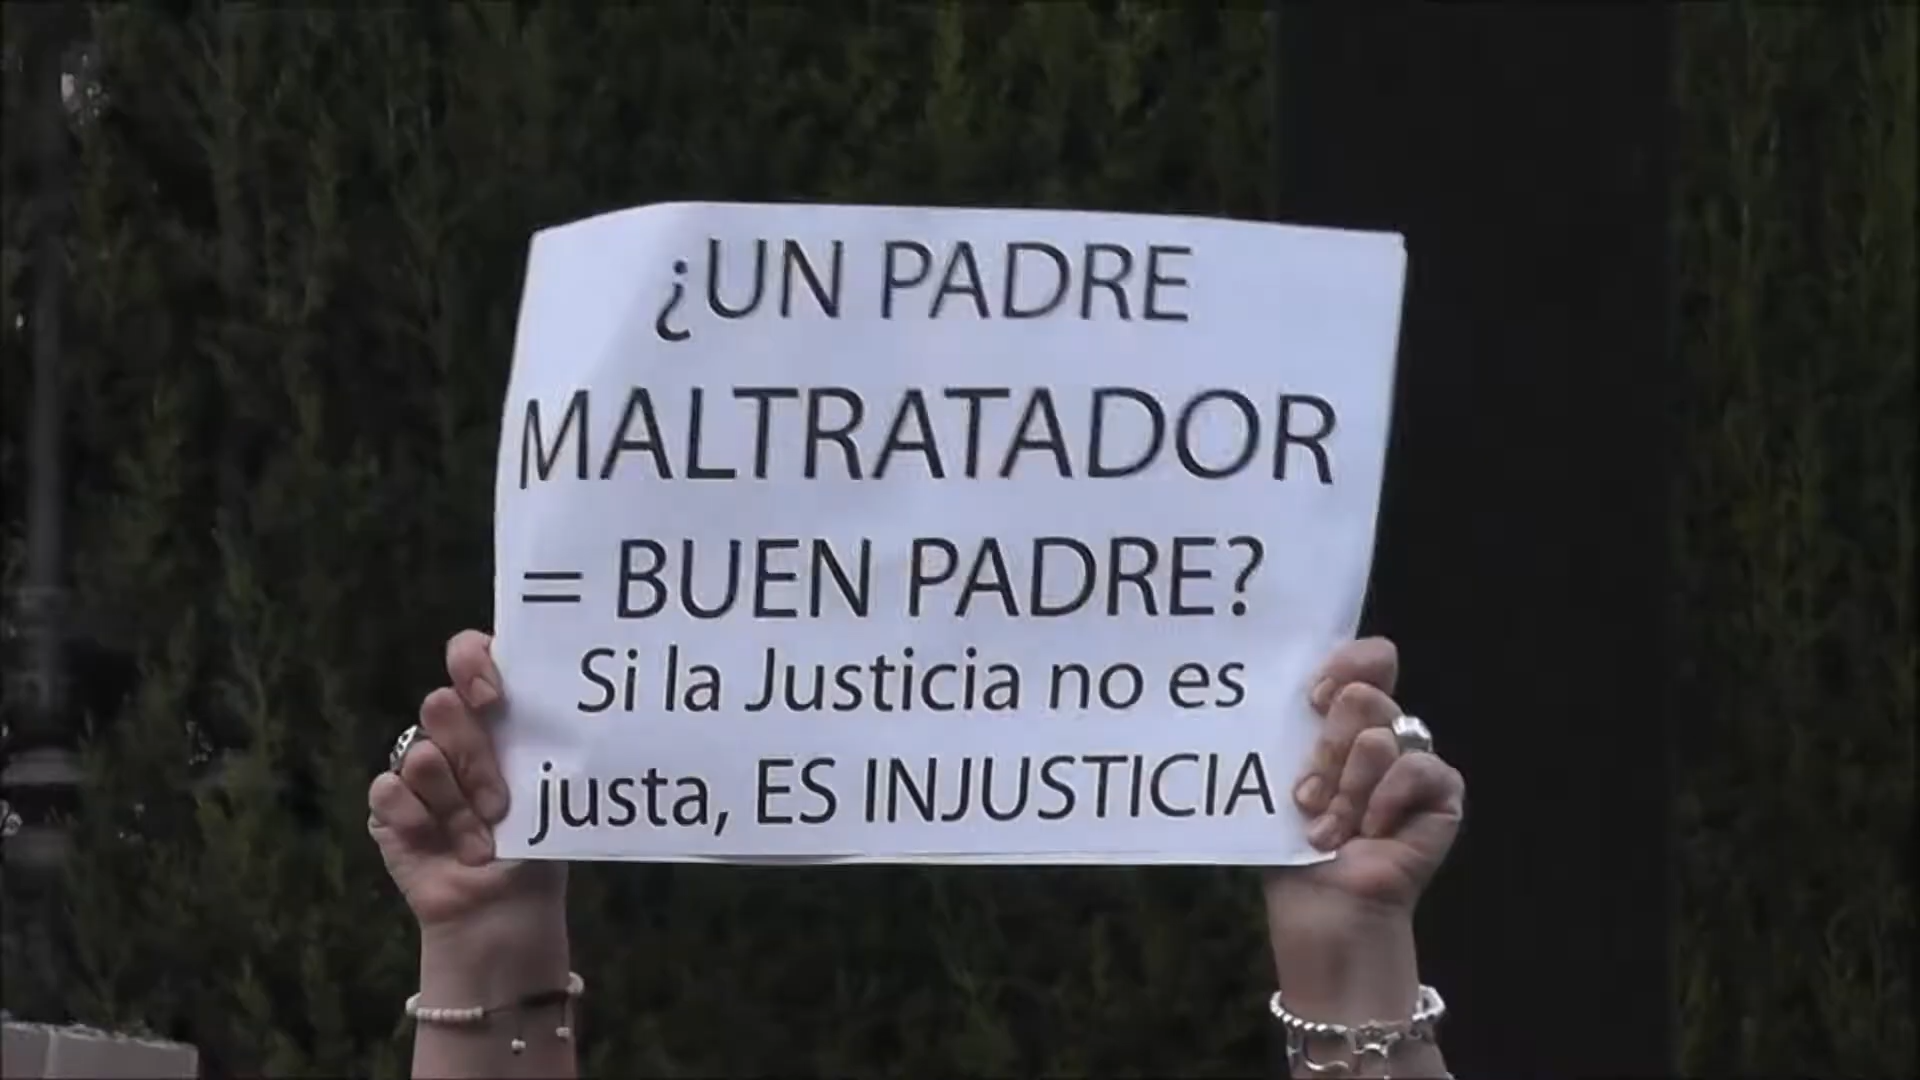 ¿UN PADRE
MALTRATADOR
= BUEN PADRE?
Si la Justicia no es
justa, ES INJUSTICIA